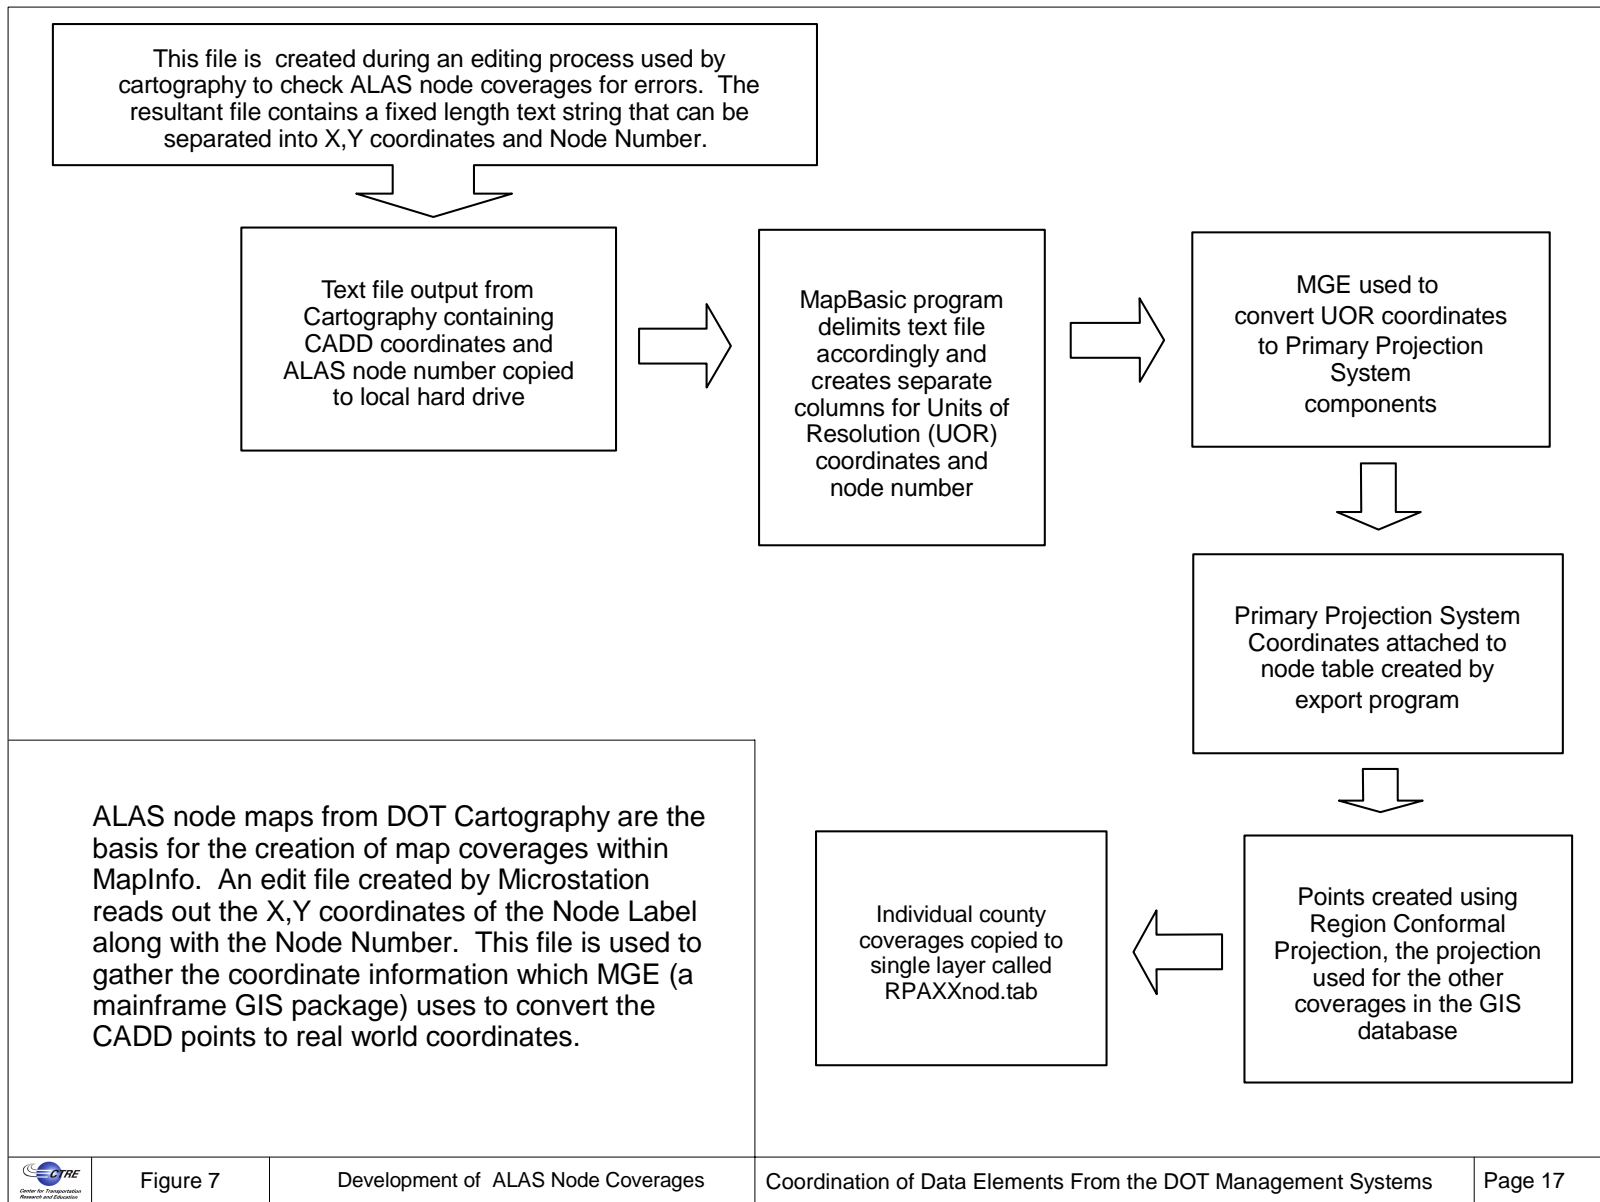 This file is created during an editing process used by
cartography to check ALAS node coverages for errors. The
resultant file contains a fixed length text string that can be
separated into X,Y coordinates and Node Number.
Text file output from
Cartography containing
CADD coordinates and
ALAS node number copied
to local hard drive
MapBasic program
delimits text file
accordingly and
creates separate
columns for Units of
Resolution (UOR)
coordinates and
node number
MGE used to
convert UOR coordinates
to Primary Projection
System
components
Primary Projection System
Coordinates attached to
node table created by
export program
Points created using
Region Conformal
Projection, the projection
used for the other
coverages in the GIS
database
Individual county
coverages copied to
single layer called
RPAXXnod.tab
ALAS node maps from DOT Cartography are the
basis for the creation of map coverages within
MapInfo. An edit file created by Microstation
reads out the X,Y coordinates of the Node Label
along with the Node Number. This file is used to
gather the coordinate information which MGE (a
mainframe GIS package) uses to convert the
CADD points to real world coordinates.
CTRE
Center for Transportation
Research and Education
Figure 7
Development of ALAS Node Coverages
Coordination of Data Elements From the DOT Management Systems
Page 17